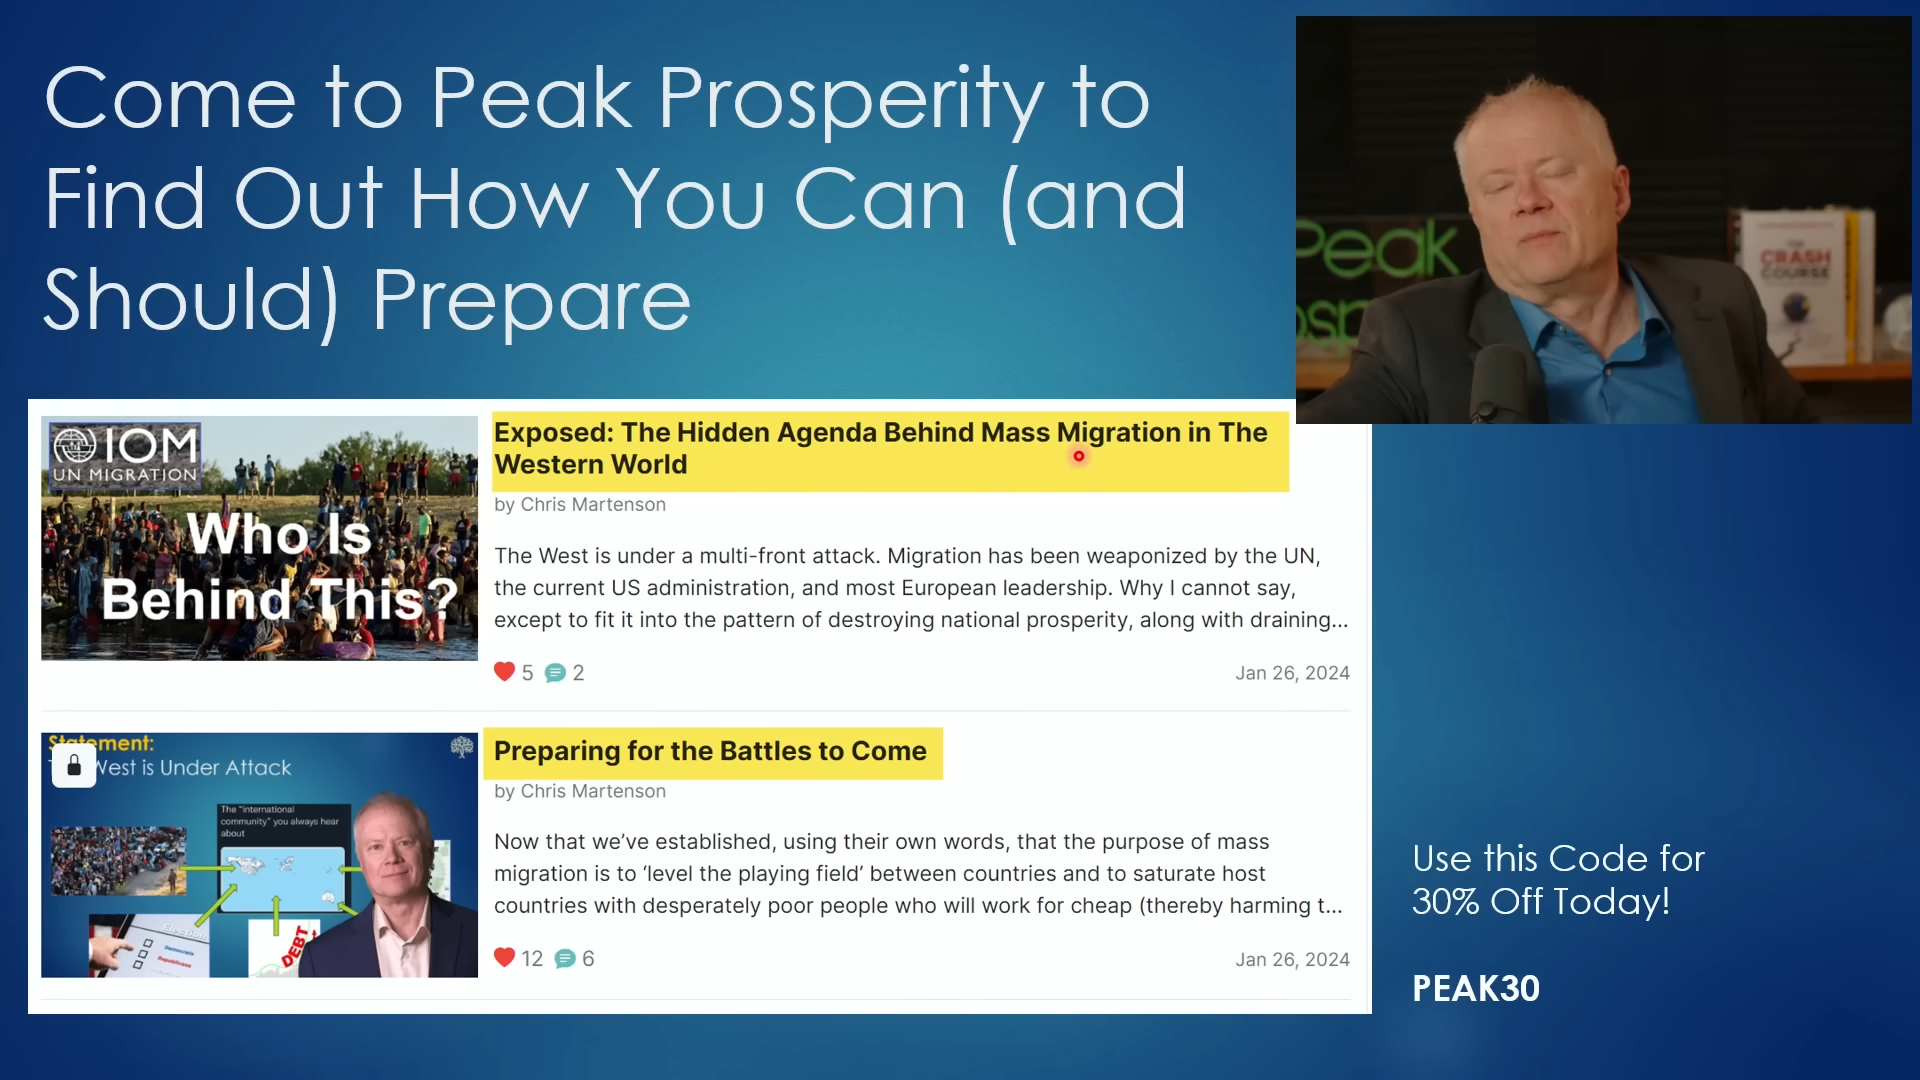 Come to Peak Prosperity to
Find Out How You Can (and
Should) Prepare
Peak
THE
CRASH
COURSE
IOM
UN MIGRATION
Who Is
Behind This?
Exposed: The Hidden Agenda Behind Mass Migration in The
Western World
by Chris Martenson
The West is under a multi-front attack. Migration has been weaponized by the UN,
the current US administration, and most European leadership. Why I cannot say,
except to fit it into the pattern of destroying national prosperity, along with draining...
5 2
Jan 26, 2024
Statement:
West is Under Attack
The "international
community" you always hear
about
Election
Democrats
Republicans
DEBT
Preparing for the Battles to Come
by Chris Martenson
Now that we’ve established, using their own words, that the purpose of mass
migration is to ‘level the playing field’ between countries and to saturate host
countries with desperately poor people who will work for cheap (thereby harming t...
12 6
Jan 26, 2024
Use this Code for
30% Off Today!
PEAK30